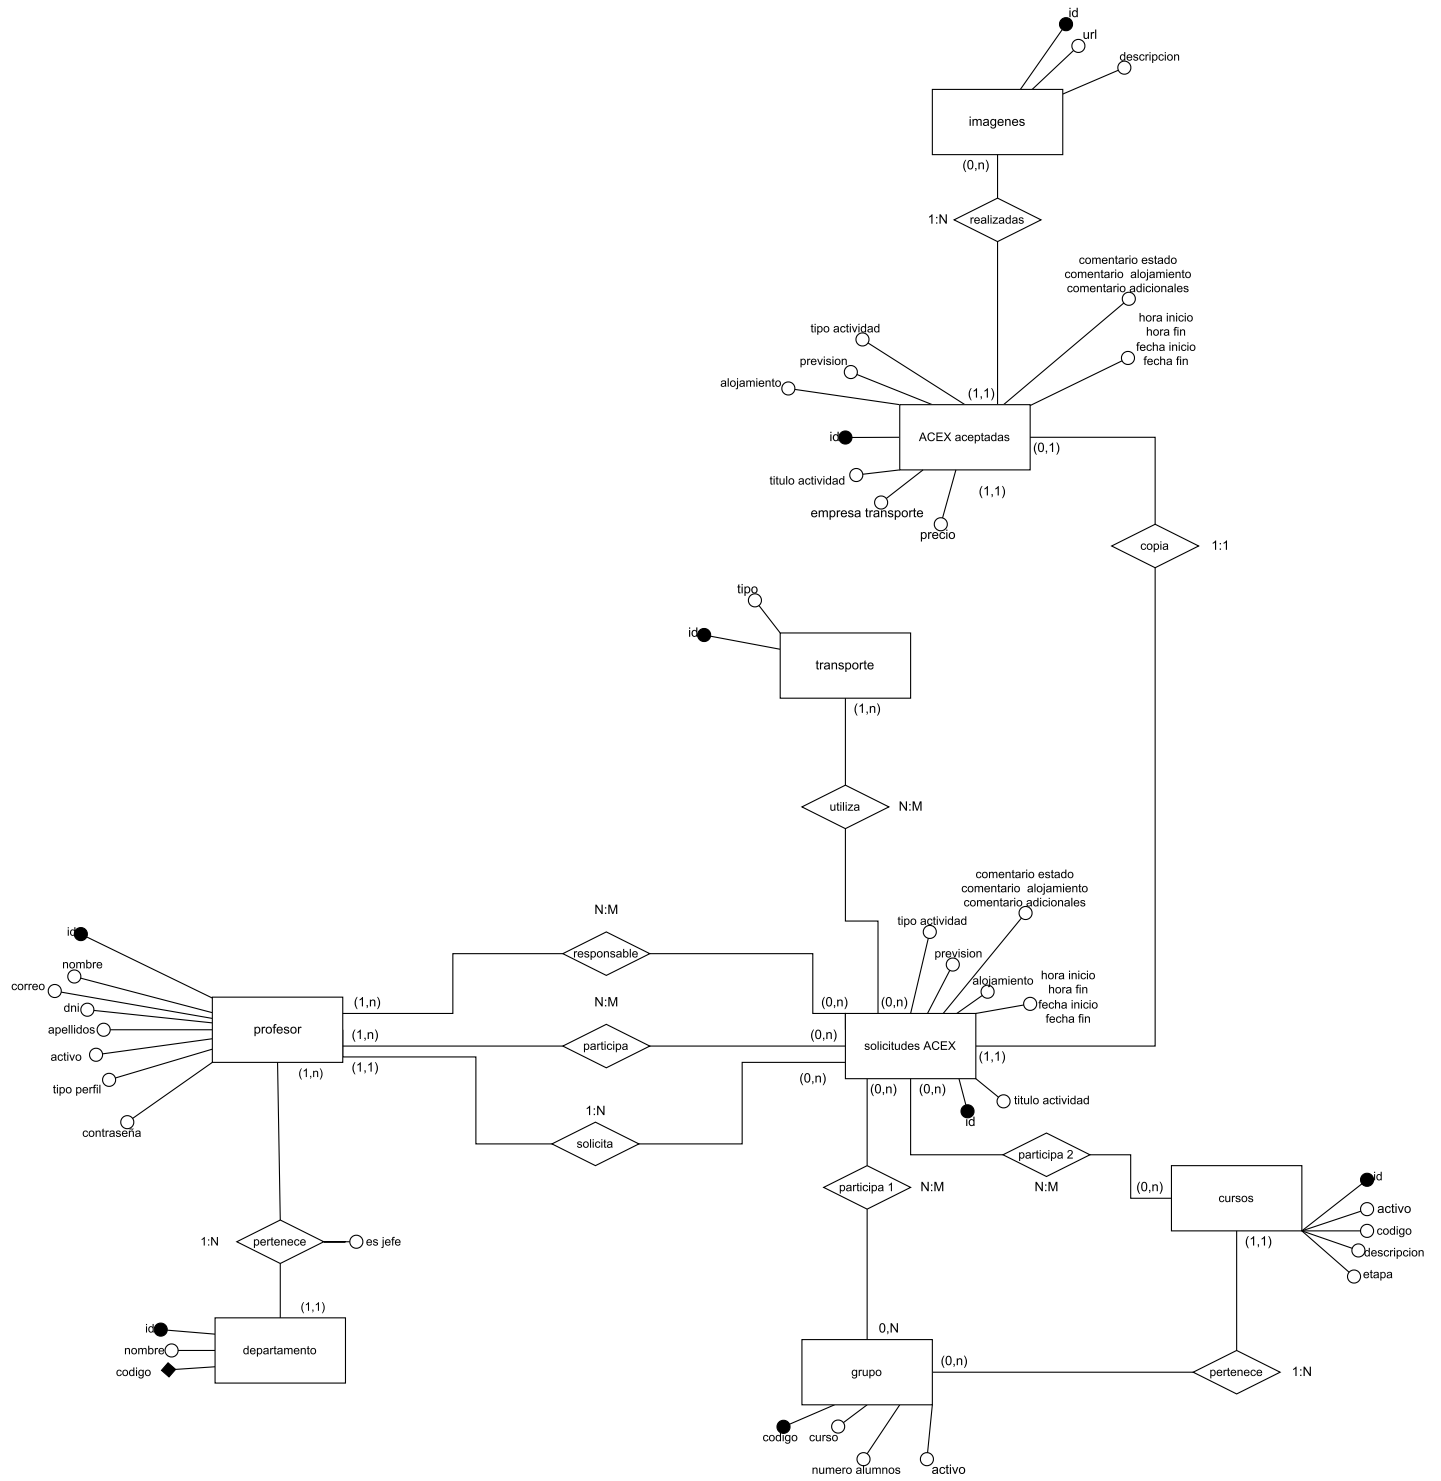 id
url
descripcion
imagenes
(0,n)
1:N
realizadas
comentario estado
comentario  alojamiento
comentario adicionales
hora inicio
hora fin
fecha inicio
fecha fin
tipo actividad
prevision
alojamiento
(1,1)
id
ACEX aceptadas
(0,1)
titulo actividad
(1,1)
empresa transporte
precio
copia
1:1
tipo
id
transporte
(1,n)
utiliza
N:M
comentario estado
comentario  alojamiento
comentario adicionales
tipo actividad
prevision
alojamiento
hora inicio
hora fin
fecha inicio
fecha fin
N:M
responsable
id
nombre
correo
dni
apellidos
activo
tipo perfil
contraseña
profesor
(1,n)
(0,n)
(0,n)
N:M
(1,n)
participa
(0,n)
solicitudes ACEX
(1,1)
(1,1)
(1,n)
(0,n)
(0,n)
(0,n)
titulo actividad
id
1:N
solicita
participa 2
N:M
(0,n)
participa 1
N:M
cursos
id
activo
codigo
descripcion
etapa
(1,1)
1:N
pertenece
es jefe
(1,1)
id
nombre
codigo
departamento
0,N
grupo
(0,n)
pertenece
1:N
codigo
curso
numero alumnos
activo